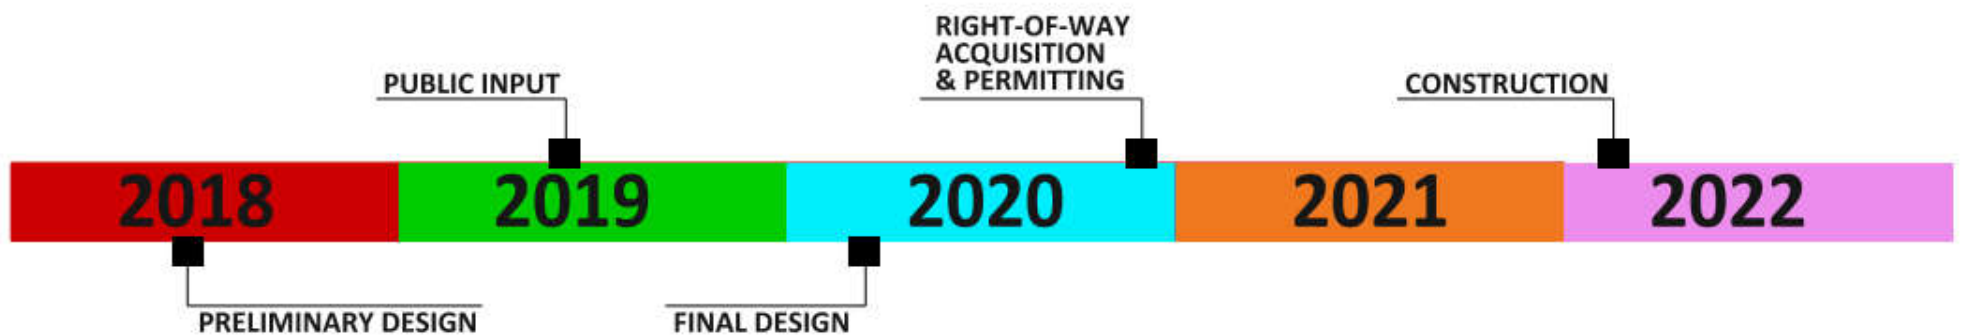 RIGHT-OF-WAY
ACQUISITION
& PERMITTING
PUBLIC INPUT
CONSTRUCTION
2018
2019
2020
2021
2022
PRELIMINARY DESIGN
FINAL DESIGN